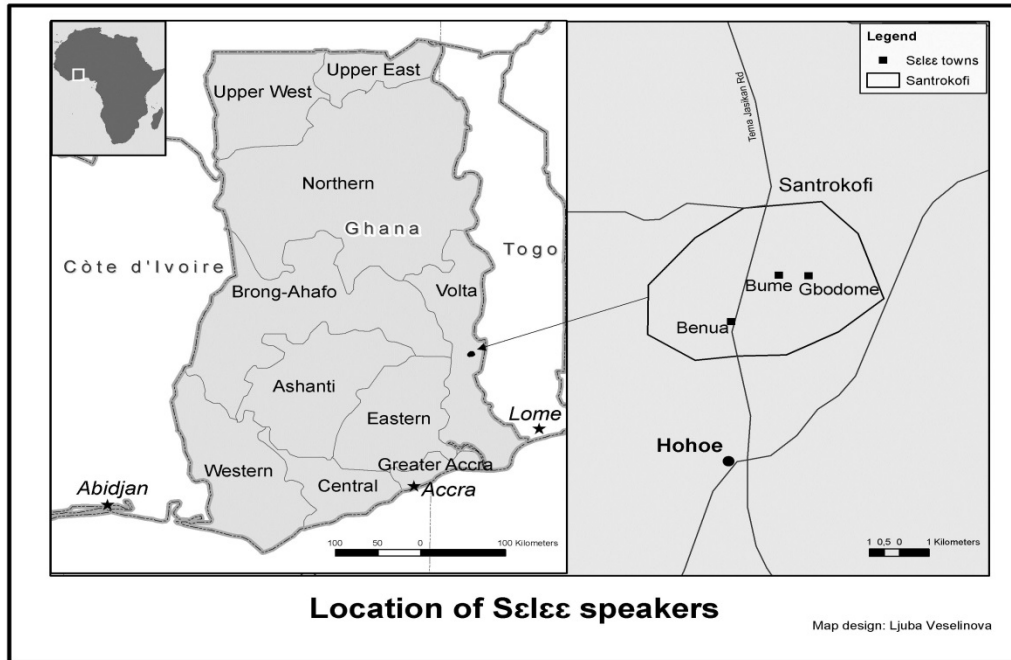 Upper East
Upper West
Northern
Ghana
Togo
Côte d'Ivoire
Brong-Ahafo
Volta
Ashanti
Eastern
Lome
Western
Greater Accra
Central
Accra
Abidjan
100 50 0 100 Kilometers
Legend
Sɛlɛɛ towns
Santrokofi
Tema Jasikan Rd
Santrokofi
Bume
Gbodome
Benua
Hohoe
1 0,5 0 1 Kilometers
Location of Sɛlɛɛ speakers
Map design: Ljuba Veselinova